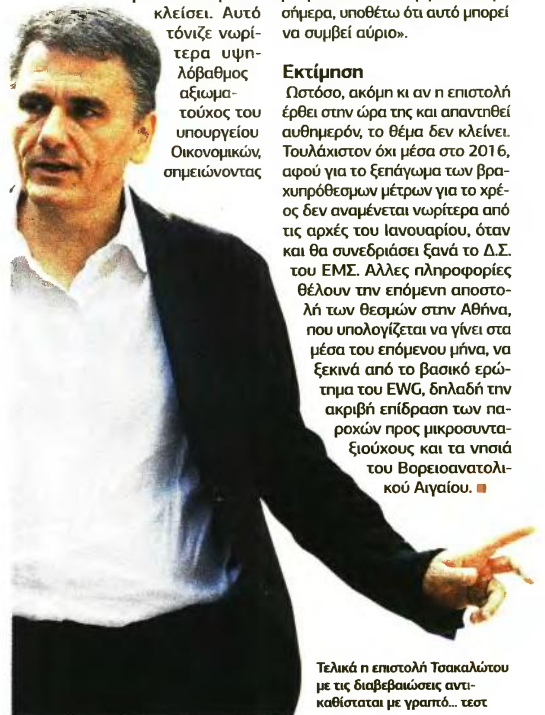 κλείσει. Αυτό
τόνιζε νωρί-
τερα υψη-
λόβαθμος
αξιωμα-
τούχος του
υπουργείου
Οικονομικών,
σημειώνοντας
σήμερα, υποθέτω ότι αυτό μπορεί
να συμβεί αύριο».
Εκτίμηση
Ωστόσο, ακόμη κι αν η επιστολή
έρθει στην ώρα της και απαντηθεί
αυθημερόν, το θέμα δεν κλείνει.
Τουλάχιστον όχι μέσα στο 2016,
αφού για το ξεπάγωμα των βρα-
χυπρόθεσμων μέτρων για το χρέ-
ος δεν αναμένεται νωρίτερα από
τις αρχές του Ιανουαρίου, όταν
και θα συνεδριάσει ξανά το Δ.Σ.
του ΕΜΣ. Αλλες πληροφορίες
θέλουν την επόμενη αποστο-
λή των θεσμών στην Αθήνα,
που υπολογίζεται να γίνει στα
μέσα του επόμενου μήνα, να
ξεκινά από το βασικό ερώ-
τημα του EWG, δηλαδή την
ακριβή επίδραση των πα-
ροχών προς μικροσυντα-
ξιούχους και τα νησιά
του Βορειοανατολι-
κού Αιγαίου.
Τελικά η επιστολή Τσακαλώτου
με τις διαβεβαιώσεις αντι-
καθίσταται με γραπτό... τεστ